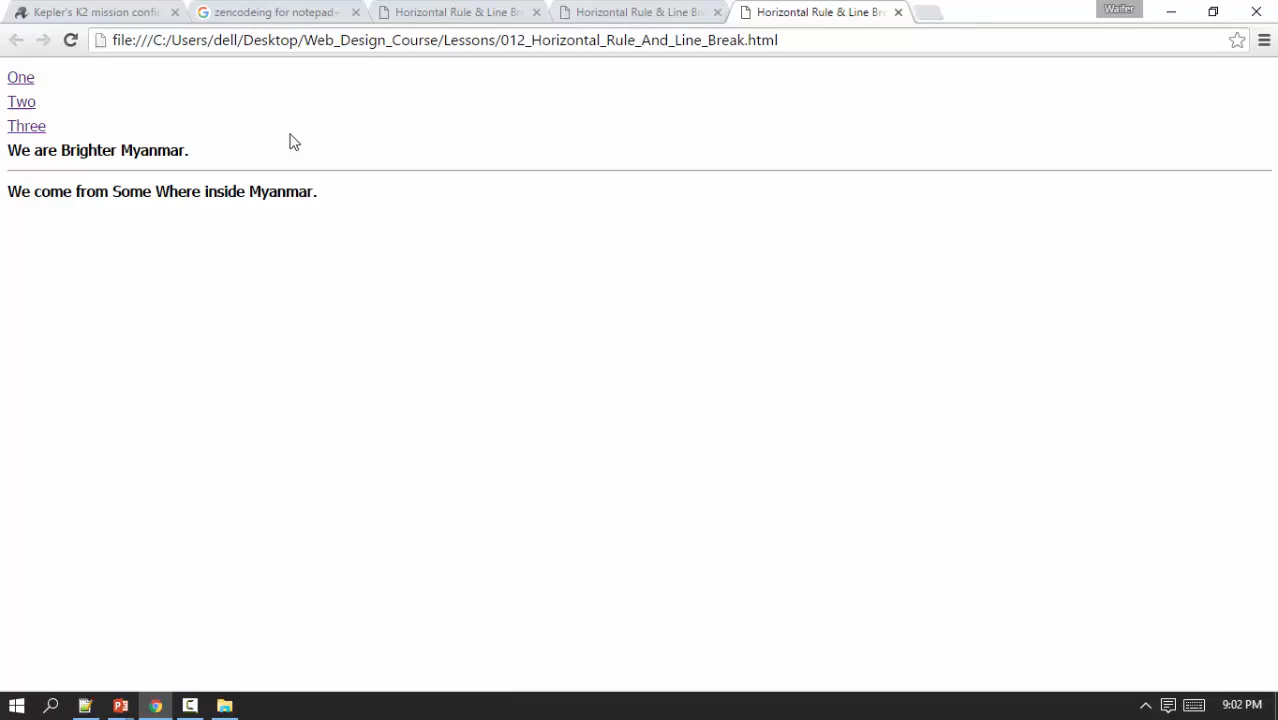 Kepler's K2 mission confi
zencodeing for notepad
Horizontal Rule & Line Br
Horizontal Rule & Line Br
Horizontal Rule & Line Br
Waifer
file:///C:/Users/dell/Desktop/Web_Design_Course/Lessons/012_Horizontal_Rule_And_Line_Break.html
One
Two
Three
We are Brighter Myanmar.
We come from Some Where inside Myanmar.
9:02 PM